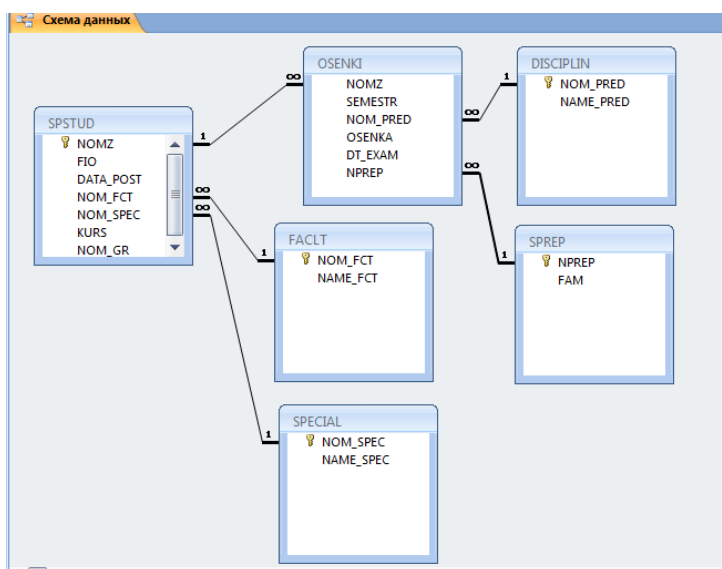 Схема данных
SPSTUD
NOMZ
FIO
DATA_POST
NOM_FCT
NOM_SPEC
KURS
NOM_GR
OSENKI
NOMZ
SEMESTR
NOM_PRED
OSENKA
DT_EXAM
NPREP
DISCIPLIN
NOM_PRED
NAME_PRED
FACLT
NOM_FCT
NAME_FCT
SPREP
NPREP
FAM
SPECIAL
NOM_SPEC
NAME_SPEC
1
∞
∞
1
∞
1
∞
1
∞
1